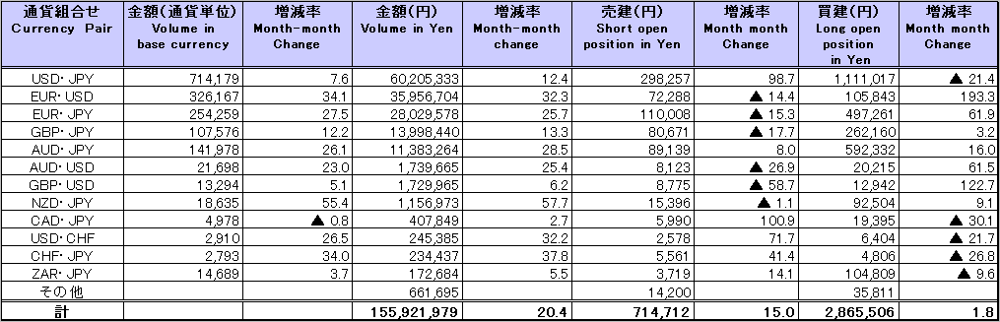 通貨組合せ 金額(通貨単位) 増減率 金額(円) 増減率 売建(円) 増減率 買建(円) 増減率
Currency Pair Volume in Month-month Volume in Yen Month-month Short open Month month Long open Month month
base currency Change change position in Yen Change position Change
in Yen
USD・JPY 714,179 7.6 60,205,333 12.4 298,257 98.7 1,111,017 ▲ 21.4
EUR・USD 326,167 34.1 35,956,704 32.3 72,288 ▲ 14.4 105,843 193.3
EUR・JPY 254,259 27.5 28,029,578 25.7 110,008 ▲ 15.3 497,261 61.9
GBP・JPY 107,576 12.2 13,998,440 13.3 80,671 ▲ 17.7 262,160 3.2
AUD・JPY 141,978 26.1 11,383,264 28.5 89,139 8.0 592,332 16.0
AUD・USD 21,698 23.0 1,739,665 25.4 8,123 ▲ 26.9 20,215 61.5
GBP・USD 13,294 5.1 1,729,965 6.2 8,775 ▲ 58.7 12,942 122.7
NZD・JPY 18,635 55.4 1,156,973 57.7 15,396 ▲ 1.1 92,504 9.1
CAD・JPY 4,978 ▲ 0.8 407,849 2.7 5,990 100.9 19,395 ▲ 30.1
USD・CHF 2,910 26.5 245,385 32.2 2,578 71.7 6,404 ▲ 21.7
CHF・JPY 2,793 34.0 234,437 37.8 5,561 41.4 4,806 ▲ 26.8
ZAR・JPY 14,689 3.7 172,684 5.5 3,719 14.1 104,809 ▲ 9.6
その他 661,695 14,200 35,811
計 155,921,979 20.4 714,712 15.0 2,865,506 1.8